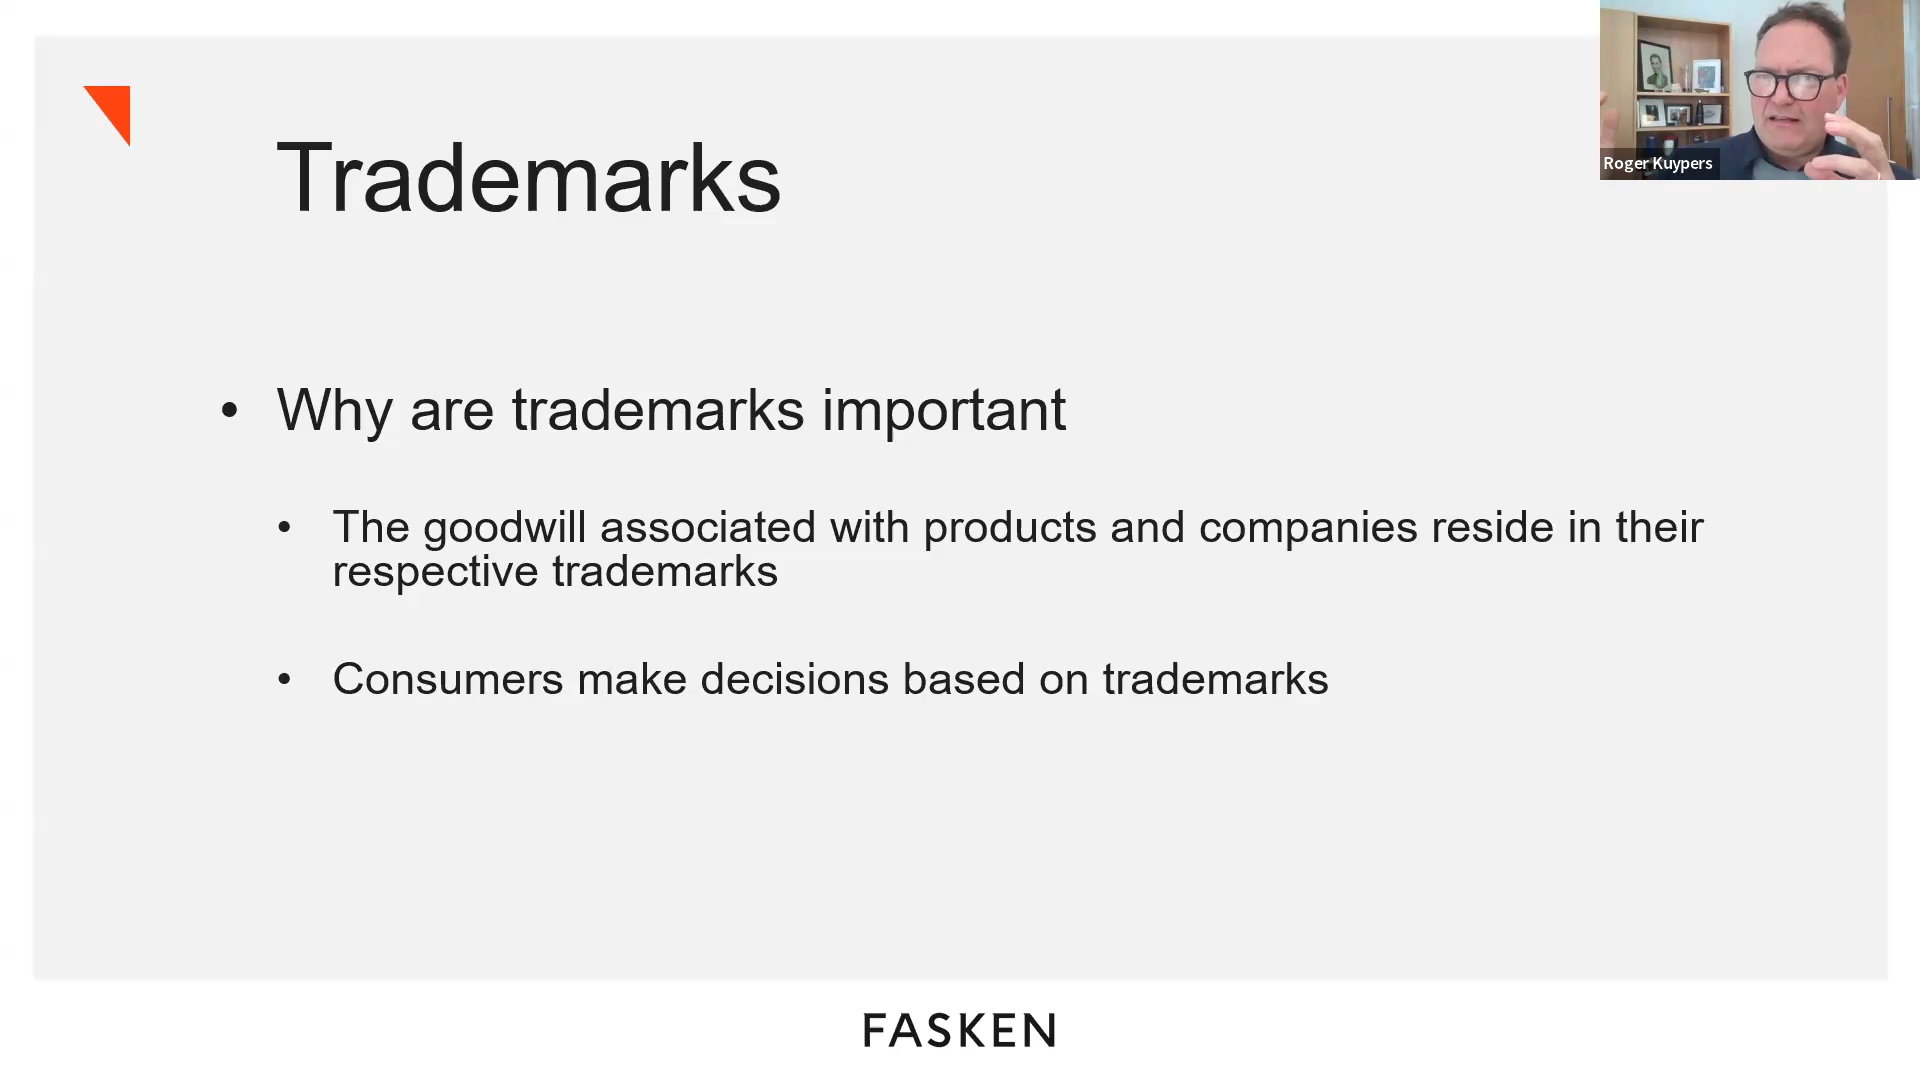 Trademarks
• Why are trademarks important
• The goodwill associated with products and companies reside in their
respective trademarks
• Consumers make decisions based on trademarks
Roger Kuypers
FASKEN